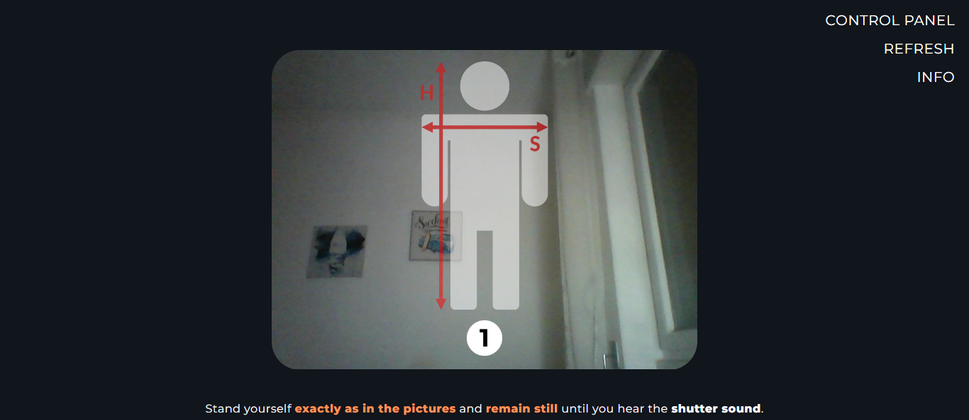 CONTROL PANEL
REFRESH
INFO
H
S
1
Stand yourself exactly as in the pictures and remain still until you hear the shutter sound.